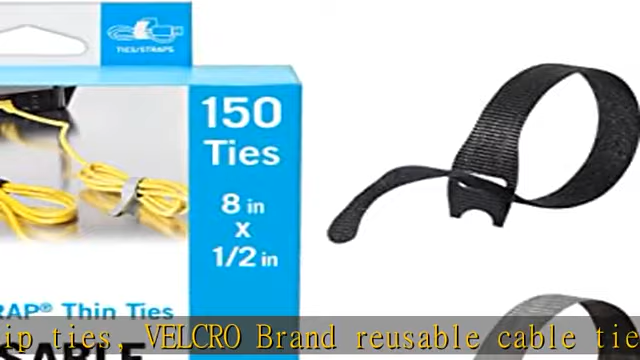 TIES/STRAPS
150
Ties
8 in
x
1/2 in
RAP® Thin Ties
SABLE
ip ties, VELCRO Brand reusable cable tie